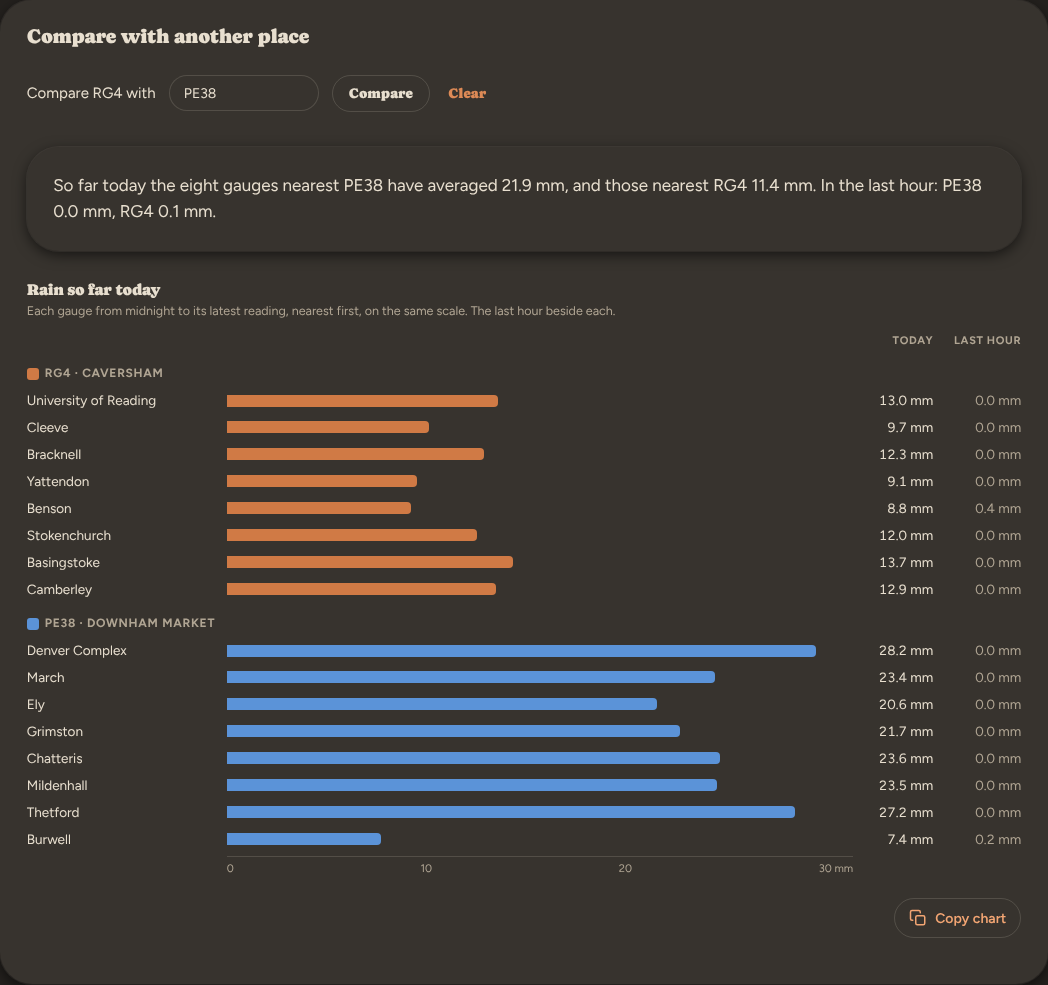 Compare with another place
Compare RG4 with PE38 Compare Clear
So far today the eight gauges nearest PE38 have averaged 21.9 mm, and those nearest RG4 11.4 mm. In the last hour: PE38
0.0 mm, RG4 0.1 mm.
Rain so far today
Each gauge from midnight to its latest reading, nearest first, on the same scale. The last hour beside each.
TODAY LAST HOUR
RG4 · CAVERSHAM
University of Reading 13.0 mm 0.0 mm
Cleeve 9.7 mm 0.0 mm
Bracknell 12.3 mm 0.0 mm
Yattendon 9.1 mm 0.0 mm
Benson 8.8 mm 0.4 mm
Stokenchurch 12.0 mm 0.0 mm
Basingstoke 13.7 mm 0.0 mm
Camberley 12.9 mm 0.0 mm
PE38 · DOWNHAM MARKET
Denver Complex 28.2 mm 0.0 mm
March 23.4 mm 0.0 mm
Ely 20.6 mm 0.0 mm
Grimston 21.7 mm 0.0 mm
Chatteris 23.6 mm 0.0 mm
Mildenhall 23.5 mm 0.0 mm
Thetford 27.2 mm 0.0 mm
Burwell 7.4 mm 0.2 mm
0 10 20 30 mm
Copy chart